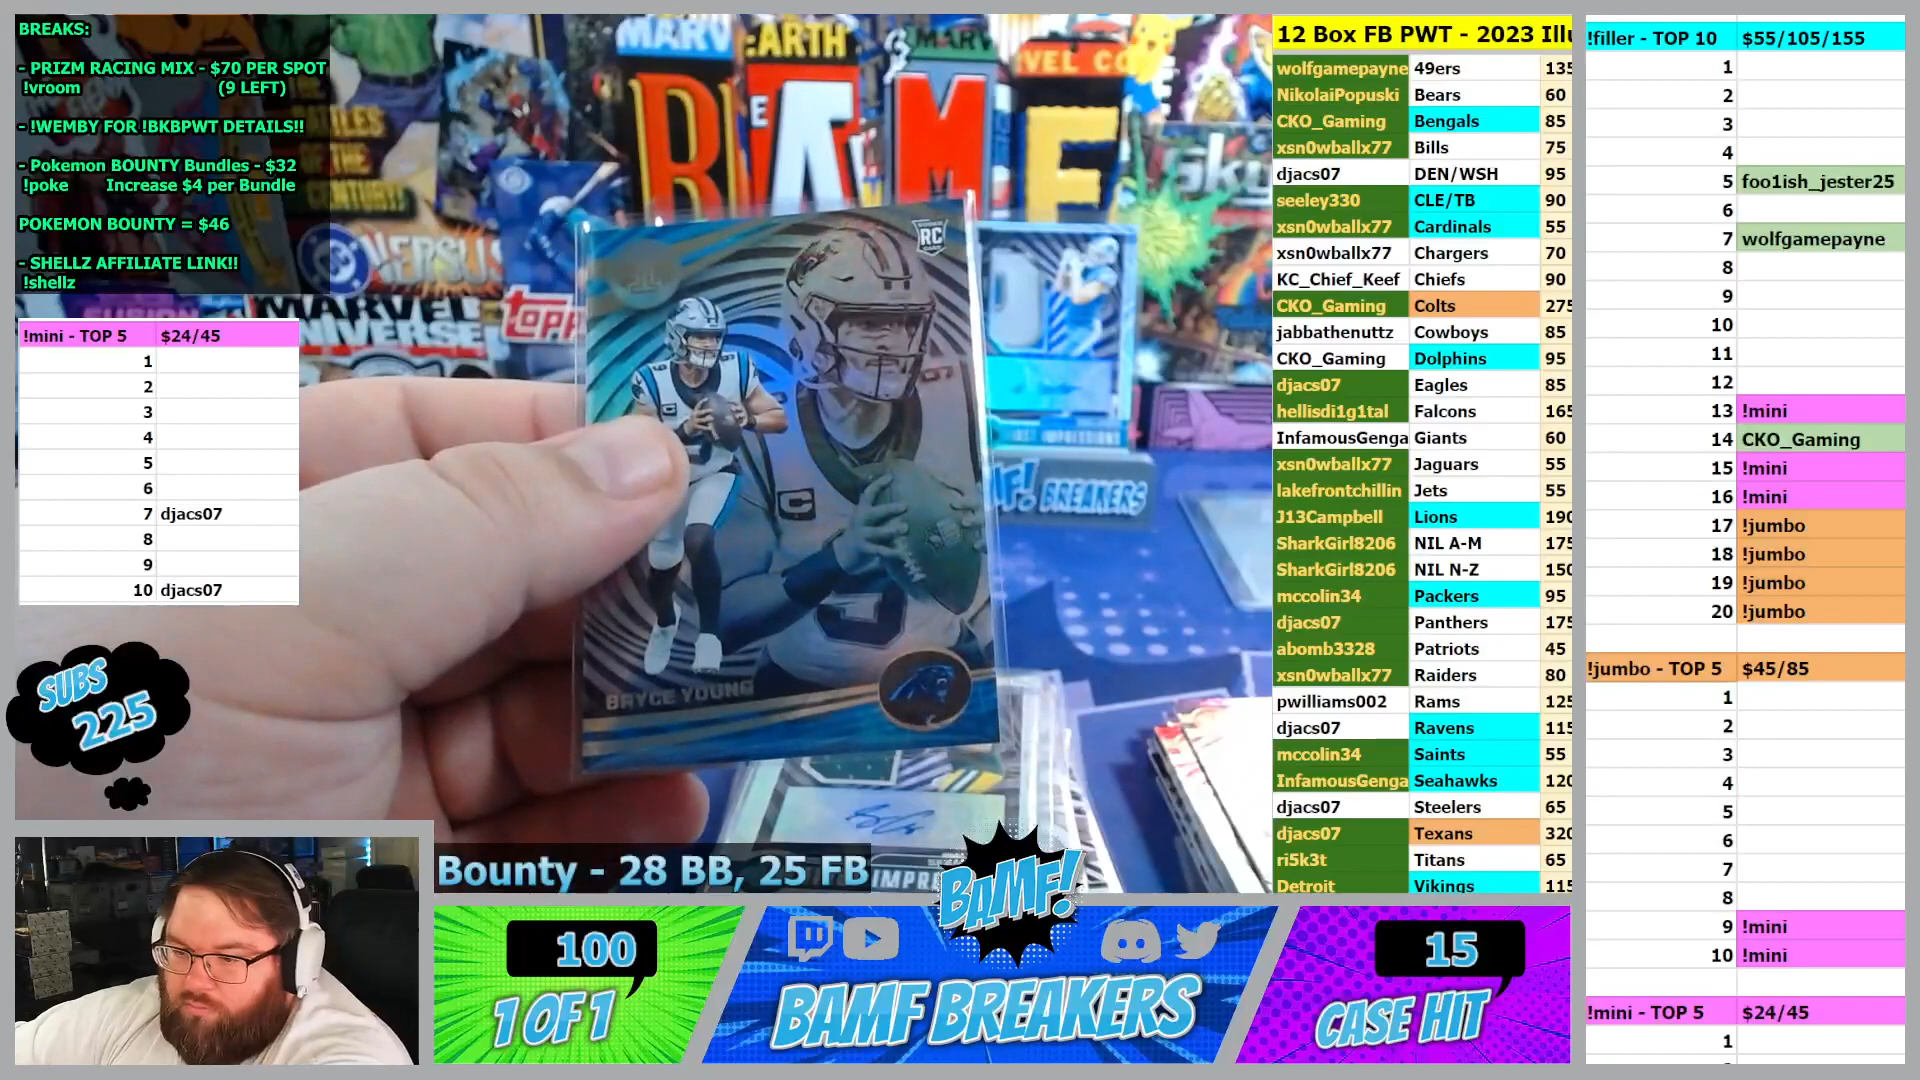 BREAKS:
- PRIZM RACING MIX - $70 PER SPOT
!vroom (9 LEFT)
- !WEMBY FOR !BKBPWT DETAILS!!
- Pokemon BOUNTY Bundles - $32
!poke Increase $4 per Bundle
POKEMON BOUNTY = $46
- SHELLZ AFFILIATE LINK!!
!shellz
!mini - TOP 5 $24/45
1
2
3
4
5
6
7 djacs07
8
9
10 djacs07
SUBS
225
MARV
EARTH
MARV
VEL
BAMF
VERSUS
MARVEL
topp
RC
BRYCE YOUNG
BREAKERS
Bounty - 28 BB, 25 FB
BAMF!
100
1 OF 1
BAMF BREAKERS
15
CASE HIT
12 Box FB PWT - 2023 Illu
wolfgamepayne 49ers 135
NikolaiPopuski Bears 60
CKO_Gaming Bengals 85
xsn0wballx77 Bills 75
djacs07 DEN/WSH 95
seeley330 CLE/TB 90
xsn0wballx77 Cardinals 55
xsn0wballx77 Chargers 70
KC_Chief_Keef Chiefs 90
CKO_Gaming Colts 275
jabbathenuttz Cowboys 85
CKO_Gaming Dolphins 95
djacs07 Eagles 85
hellisdi1g1tal Falcons 165
InfamousGenga Giants 60
xsn0wballx77 Jaguars 55
lakefrontchillin Jets 55
J13Campbell Lions 190
SharkGirl8206 NIL A-M 175
SharkGirl8206 NIL N-Z 150
mccolin34 Packers 95
djacs07 Panthers 175
abomb3328 Patriots 45
xsn0wballx77 Raiders 80
pwilliams002 Rams 125
djacs07 Ravens 115
mccolin34 Saints 55
InfamousGenga Seahawks 120
djacs07 Steelers 65
djacs07 Texans 320
ri5k3t Titans 65
Detroit Vikings 115
!filler - TOP 10 $55/105/155
1
2
3
4
5 foo1ish_jester25
6
7 wolfgamepayne
8
9
10
11
12
13 !mini
14 CKO_Gaming
15 !mini
16 !mini
17 !jumbo
18 !jumbo
19 !jumbo
20 !jumbo
!jumbo - TOP 5 $45/85
1
2
3
4
5
6
7
8
9 !mini
10 !mini
!mini - TOP 5 $24/45
1